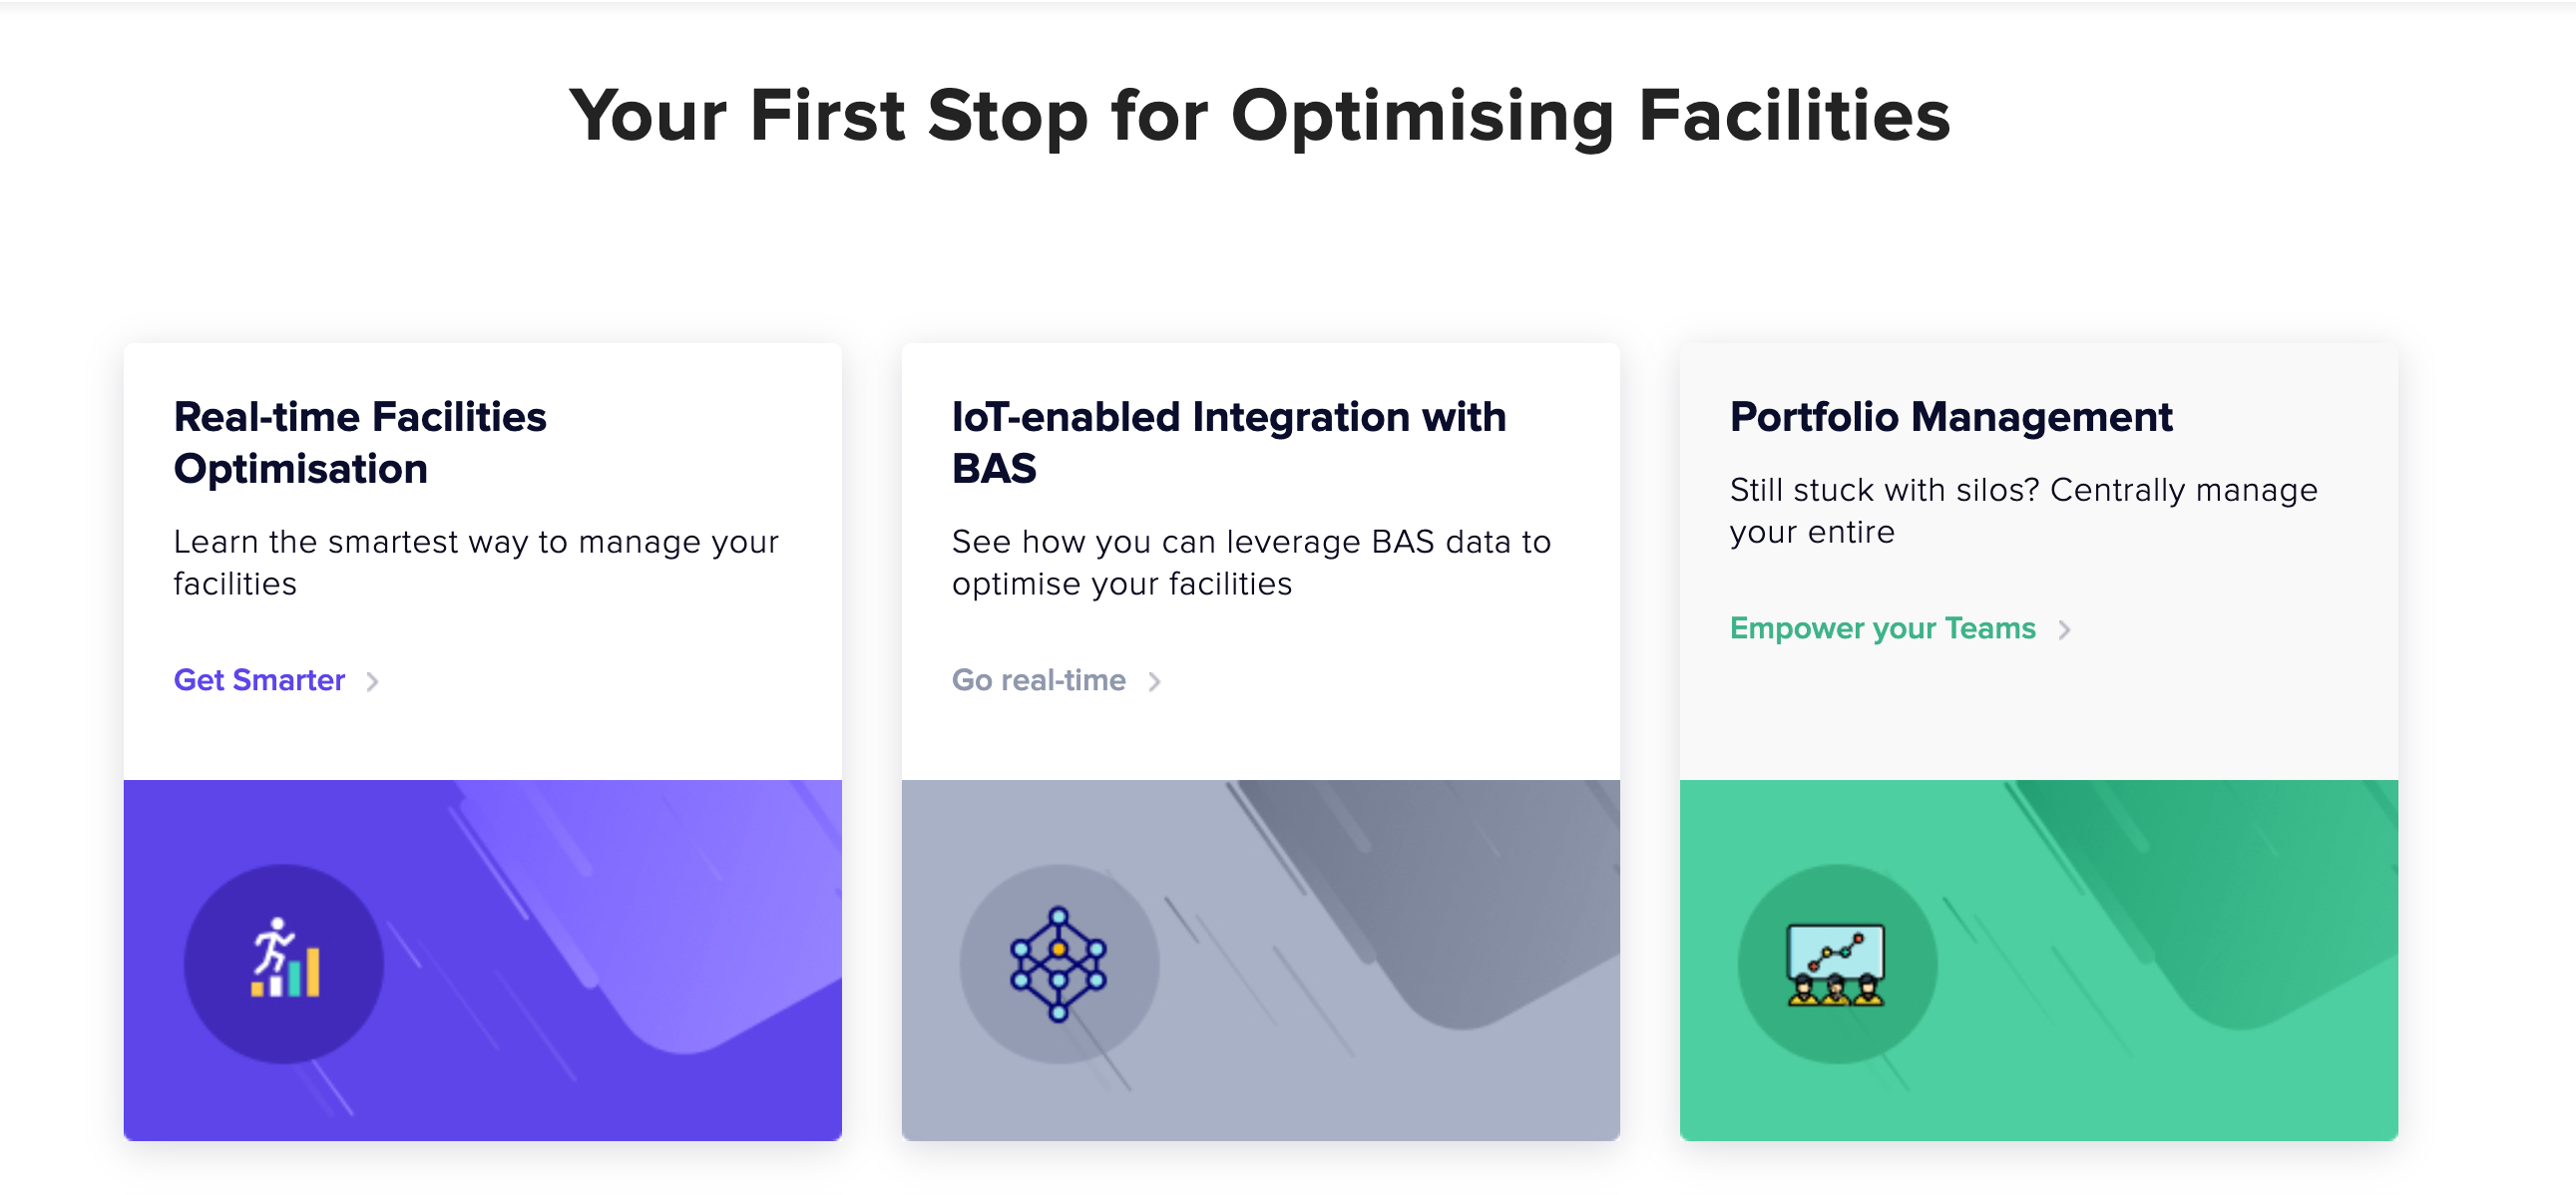 Your First Stop for Optimising Facilities
Real-time Facilities
Optimisation
Learn the smartest way to manage your
facilities
Get Smarter
IoT-enabled Integration with
BAS
See how you can leverage BAS data to
optimise your facilities
Go real-time
Portfolio Management
Still stuck with silos? Centrally manage
your entire
Empower your Teams